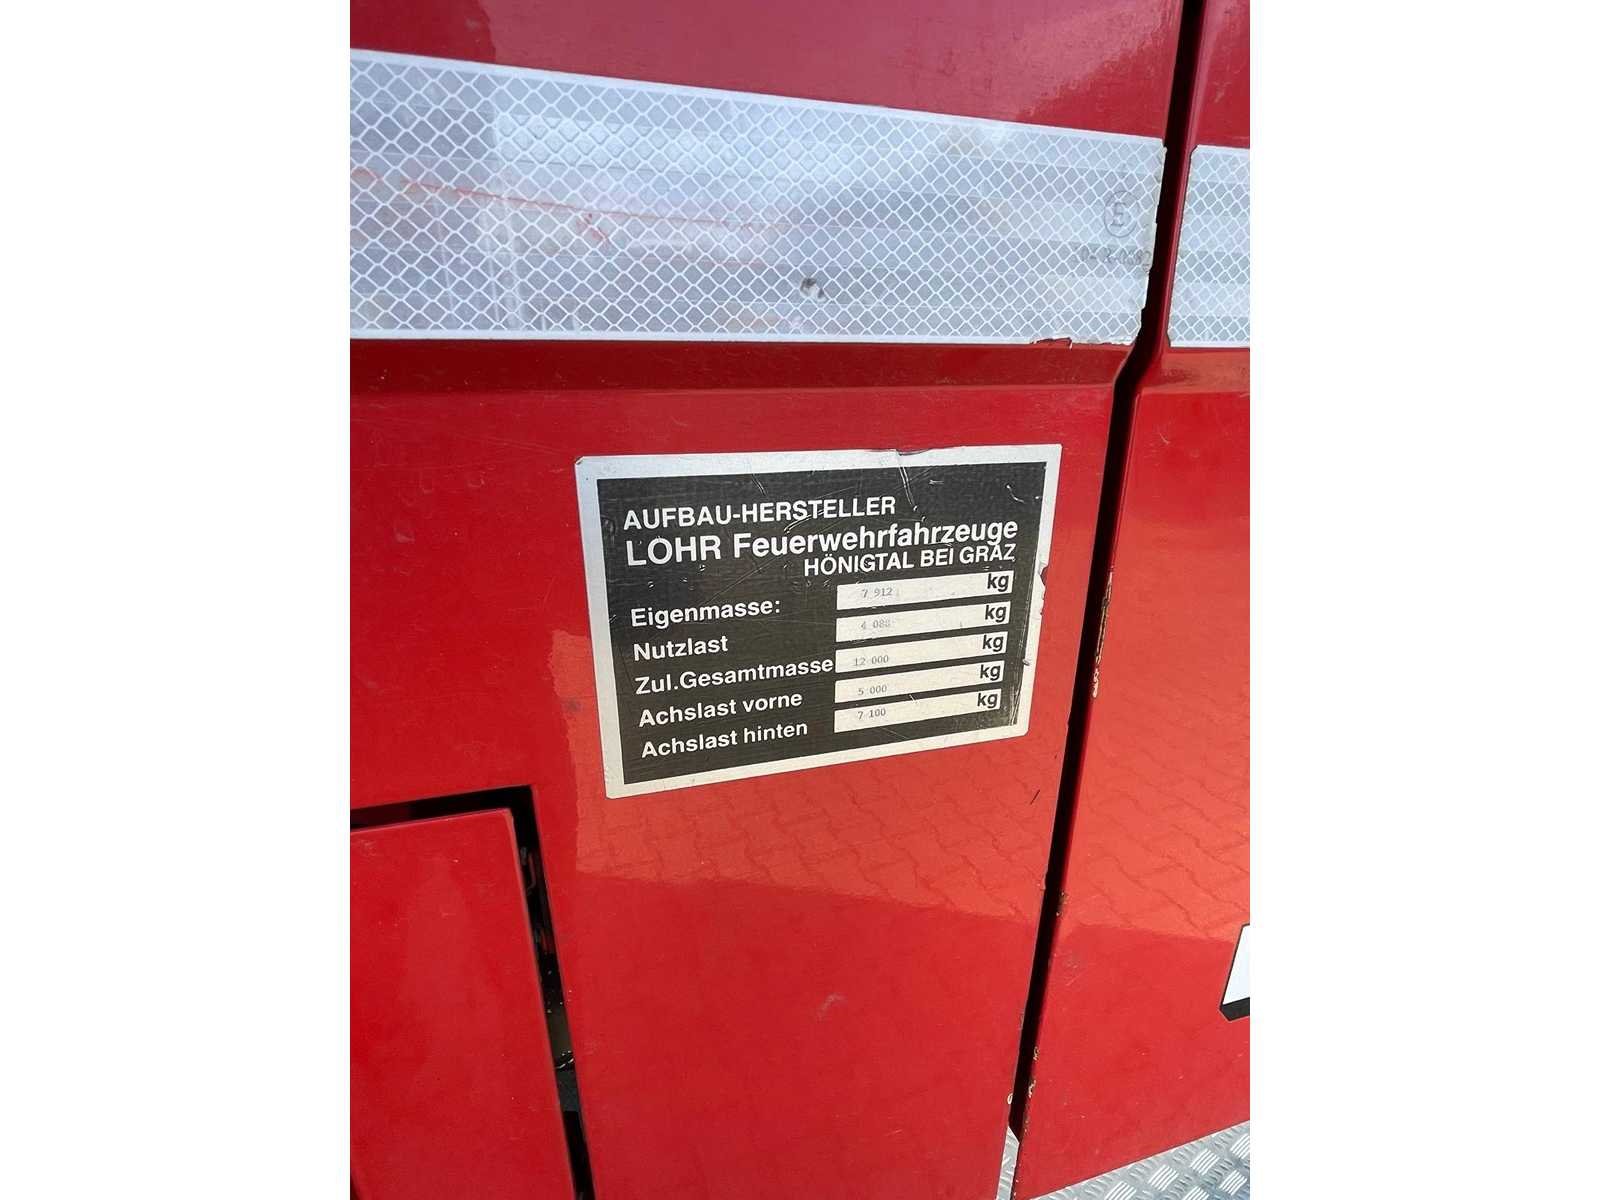 E
AUFBAU-HERSTELLER
LOHR Feuerwehrfahrzeuge
HÖNIGTAL BEI GRAZ
Eigenmasse: 7 912 kg
Nutzlast 4 088 kg
Zul.Gesamtmasse 12 000 kg
Achslast vorne 5 000 kg
Achslast hinten 7 100 kg